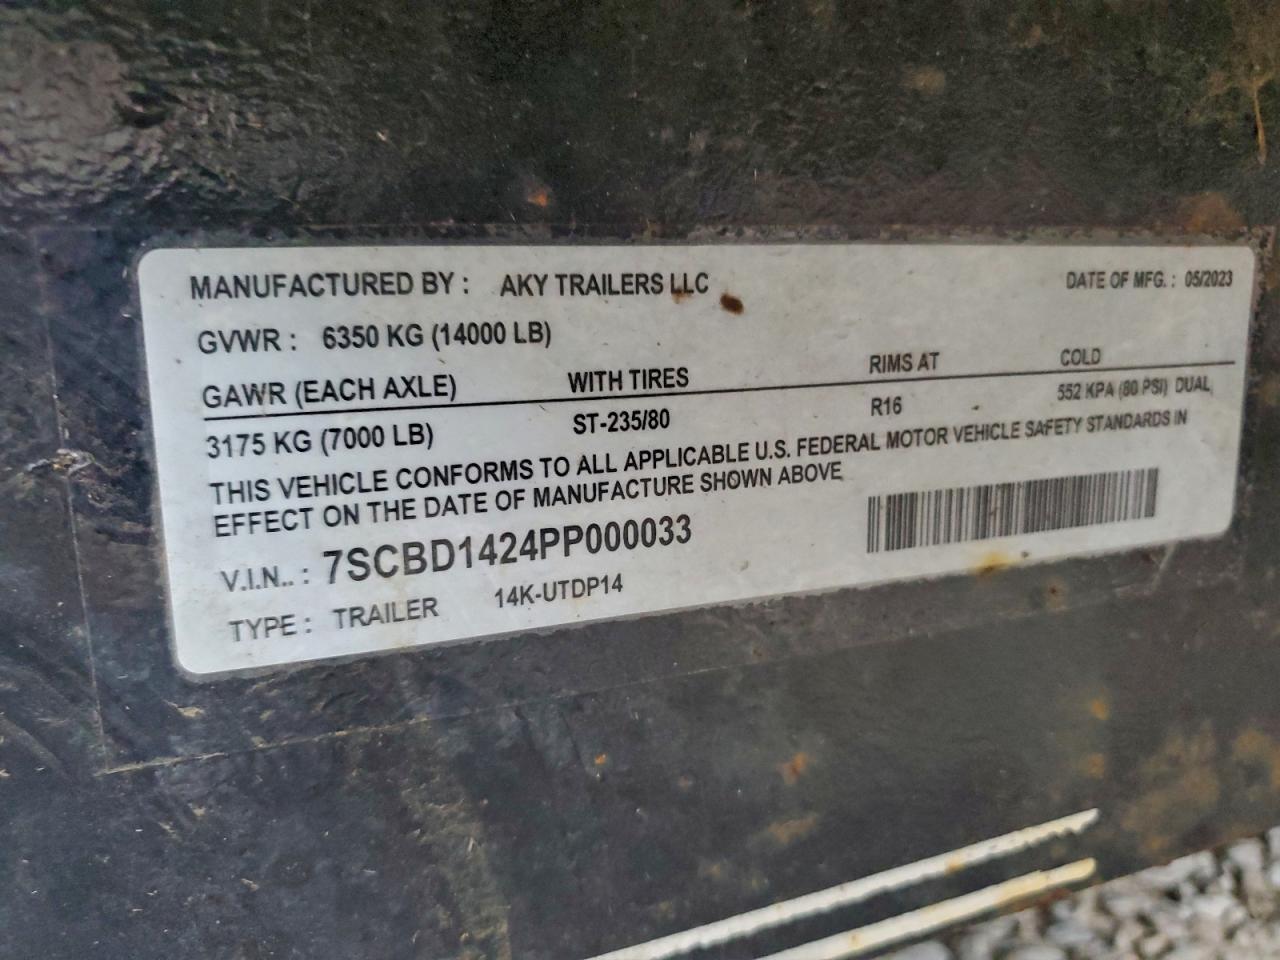 MANUFACTURED BY : AKY TRAILERS LLC DATE OF MFG. : 05/2023
GVWR : 6350 KG (14000 LB)
GAWR (EACH AXLE) WITH TIRES RIMS AT COLD
3175 KG (7000 LB) ST-235/80 R16 552 KPA (80 PSI) DUAL
THIS VEHICLE CONFORMS TO ALL APPLICABLE U.S. FEDERAL MOTOR VEHICLE SAFETY STANDARDS IN
EFFECT ON THE DATE OF MANUFACTURE SHOWN ABOVE
V.I.N.. : 7SCBD1424PP000033
TYPE : TRAILER 14K-UTDP14